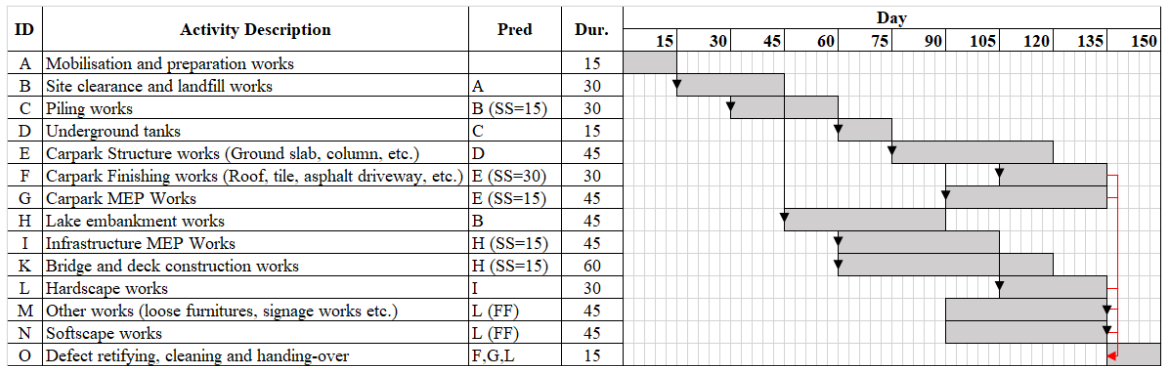 ID Activity Description Pred Dur. Day
15 30 45 60 75 90 105 120 135 150
A Mobilisation and preparation works 15
B Site clearance and landfill works A 30
C Piling works B (SS=15) 30
D Underground tanks C 15
E Carpark Structure works (Ground slab, column, etc.) D 45
F Carpark Finishing works (Roof, tile, asphalt driveway, etc.) E (SS=30) 30
G Carpark MEP Works E (SS=15) 45
H Lake embankment works B 45
I Infrastructure MEP Works H (SS=15) 45
K Bridge and deck construction works H (SS=15) 60
L Hardscape works I 30
M Other works (loose furnitures, signage works etc.) L (FF) 45
N Softscape works L (FF) 45
O Defect retifying, cleaning and handing-over F,G,L 15